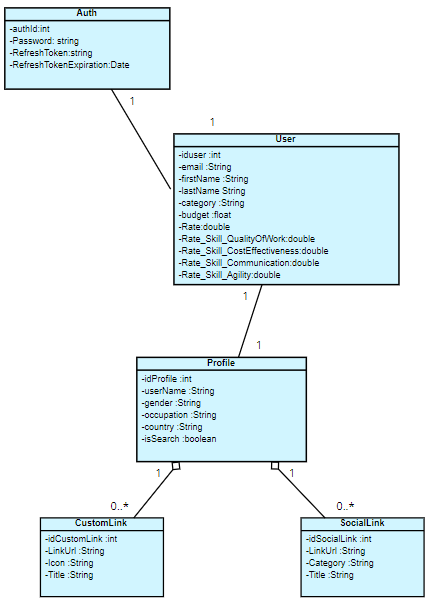 Auth
-authId:int
-Password: string
-RefreshToken:string
-RefreshTokenExpiration:Date
1
1
User
-iduser :int
-email :String
-firstName :String
-lastName String
-category :String
-budget :float
-Rate:double
-Rate_Skill_QualityOfWork:double
-Rate_Skill_CostEffectiveness:double
-Rate_Skill_Communication:double
-Rate_Skill_Agility:double
1
1
Profile
-idProfile :int
-userName :String
-gender :String
-occupation :String
-country :String
-isSearch :boolean
1 1
0..* 0..*
CustomLink
-idCustomLink :int
-LinkUrl :String
-Icon :String
-Title :String
SocialLink
-idSocialLink :int
-LinkUrl :String
-Category :String
-Title :String